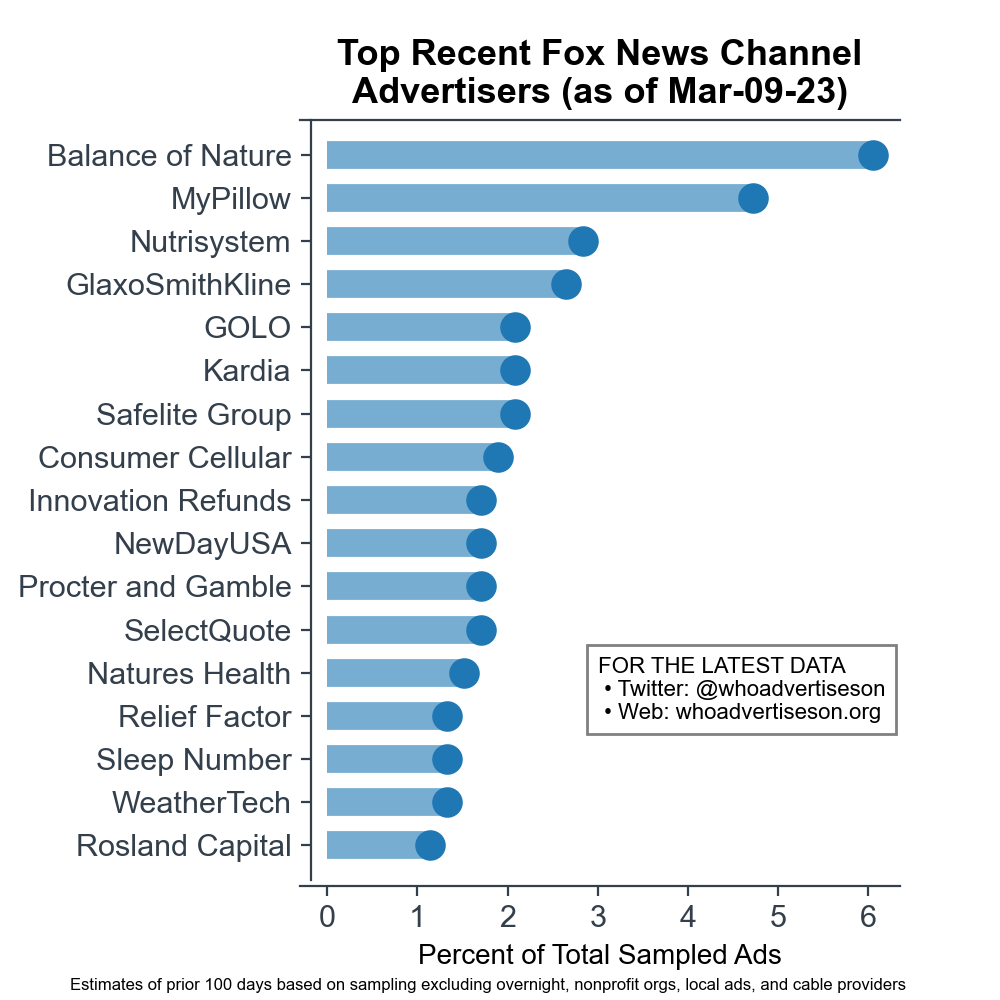 Top Recent Fox News Channel
Advertisers (as of Mar-09-23)
Balance of Nature
MyPillow
Nutrisystem
GlaxoSmithKline
GOLO
Kardia
Safelite Group
Consumer Cellular
Innovation Refunds
NewDayUSA
Procter and Gamble
SelectQuote
Natures Health
Relief Factor
Sleep Number
WeatherTech
Rosland Capital
FOR THE LATEST DATA
• Twitter: @whoadvertiseson
• Web: whoadvertiseson.org
0 1 2 3 4 5 6
Percent of Total Sampled Ads
Estimates of prior 100 days based on sampling excluding overnight, nonprofit orgs, local ads, and cable providers